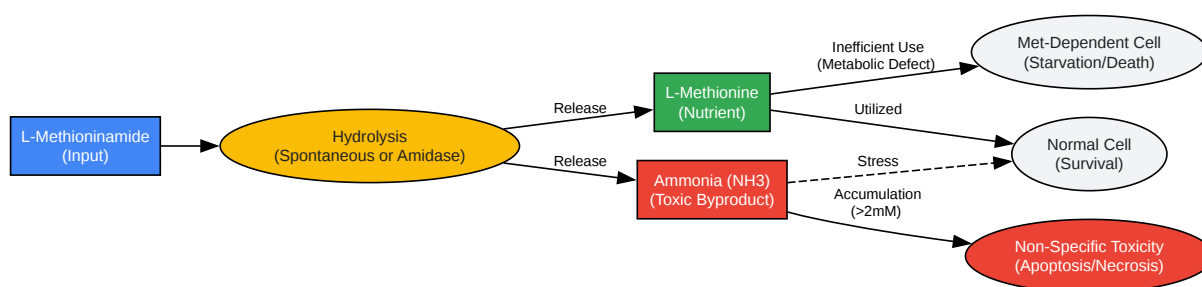 L-Methioninamide
(Input)
Hydrolysis
(Spontaneous or Amidase)
Release
Release
L-Methionine
(Nutrient)
Ammonia (NH3)
(Toxic Byproduct)
Inefficient Use
(Metabolic Defect)
Utilized
Stress
Accumulation
(>2mM)
Met-Dependent Cell
(Starvation/Death)
Normal Cell
(Survival)
Non-Specific Toxicity
(Apoptosis/Necrosis)